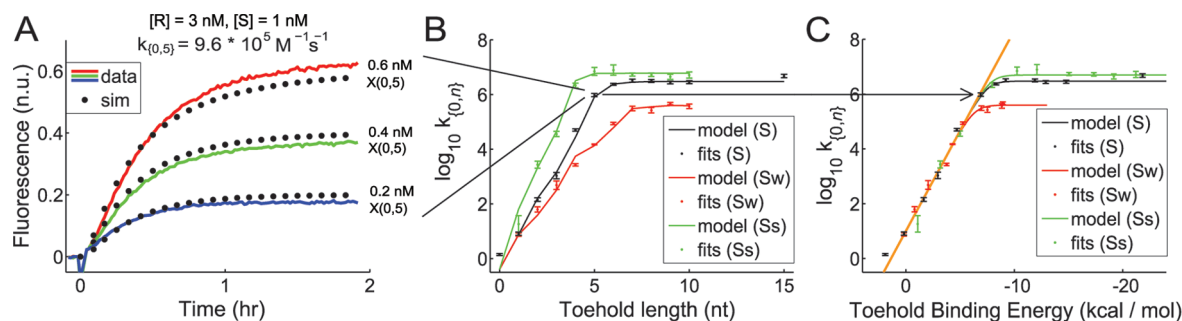 A
[R] = 3 nM, [S] = 1 nM
k{0,5} = 9.6 * 10^5 M^−1 s^−1
Fluorescence (n.u.)
0.6
0.4
0.2
0
data
sim
0.6 nM
X(0,5)
0.4 nM
X(0,5)
0.2 nM
X(0,5)
0
1
2
Time (hr)
B
log10 k{0,n}
8
6
4
2
0
model (S)
fits (S)
model (Sw)
fits (Sw)
model (Ss)
fits (Ss)
0
5
10
15
Toehold length (nt)
C
log10 k{0,n}
8
6
4
2
0
model (S)
fits (S)
model (Sw)
fits (Sw)
model (Ss)
fits (Ss)
0
-10
-20
Toehold Binding Energy (kcal / mol)